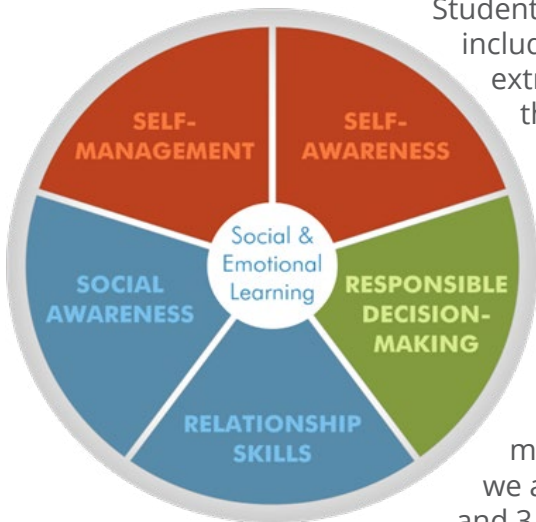 Student
includ
extr
th
SELF-
MANAGEMENT
SELF-
AWARENESS
Social &
Emotional
Learning
SOCIAL
AWARENESS
RESPONSIBLE
DECISION-
MAKING
RELATIONSHIP
SKILLS
m
we a
and 3